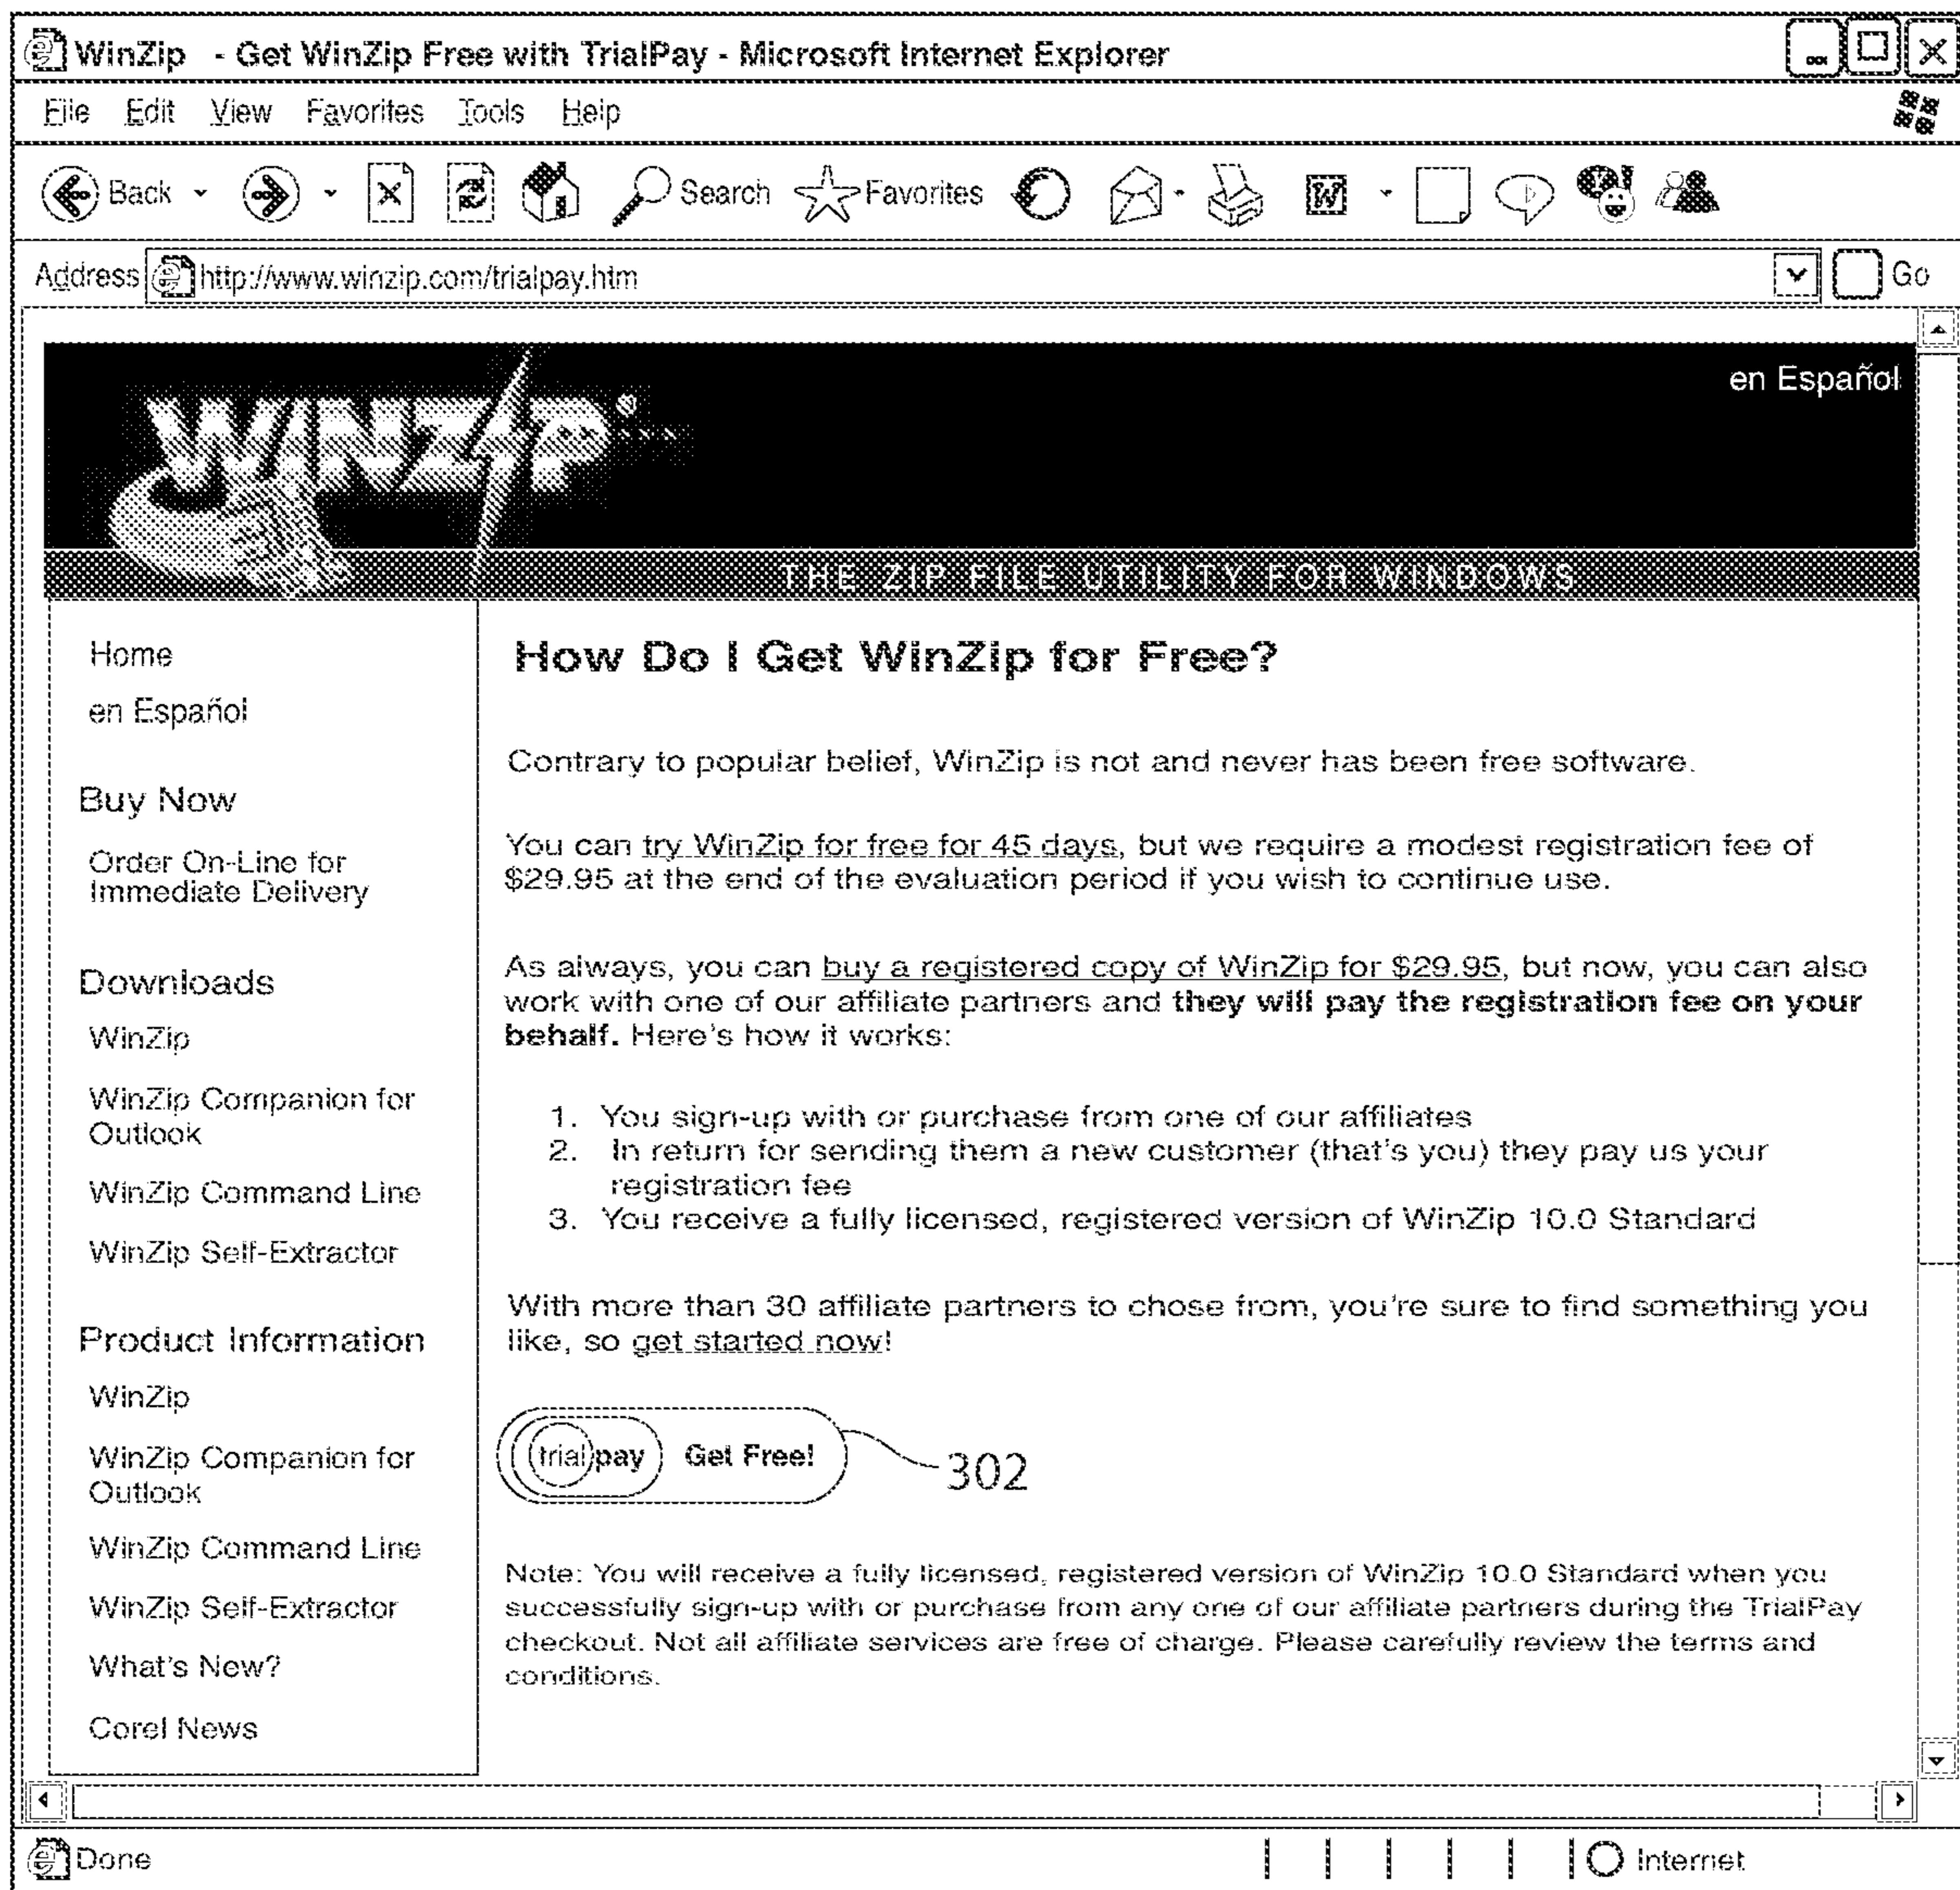 WinZip - Get WinZip Free with TrialPay - Microsoft Internet Explorer
File Edit View Favorites Tools Help
Back Search Favorites W
Address http://www.winzip.com/trialpay.htm Go
en Español
WINZIP®
THE ZIP FILE UTILITY FOR WINDOWS
Home
en Español
Buy Now
Order On-Line for
Immediate Delivery
Downloads
WinZip
WinZip Companion for
Outlook
WinZip Command Line
WinZip Self-Extractor
Product Information
WinZip
WinZip Companion for
Outlook
WinZip Command Line
WinZip Self-Extractor
What's New?
Corel News
How Do I Get WinZip for Free?
Contrary to popular belief, WinZip is not and never has been free software.
You can try WinZip for free for 45 days, but we require a modest registration fee of
$29.95 at the end of the evaluation period if you wish to continue use.
As always, you can buy a registered copy of WinZip for $29.95, but now, you can also
work with one of our affiliate partners and they will pay the registration fee on your
behalf. Here's how it works:
1. You sign-up with or purchase from one of our affiliates
2. In return for sending them a new customer (that's you) they pay us your
registration fee
3. You receive a fully licensed, registered version of WinZip 10.0 Standard
With more than 30 affiliate partners to chose from, you're sure to find something you
like, so get started now!
trialpay Get Free!
302
Note: You will receive a fully licensed, registered version of WinZip 10.0 Standard when you
successfully sign-up with or purchase from any one of our affiliate partners during the TrialPay
checkout. Not all affiliate services are free of charge. Please carefully review the terms and
conditions.
Done Internet